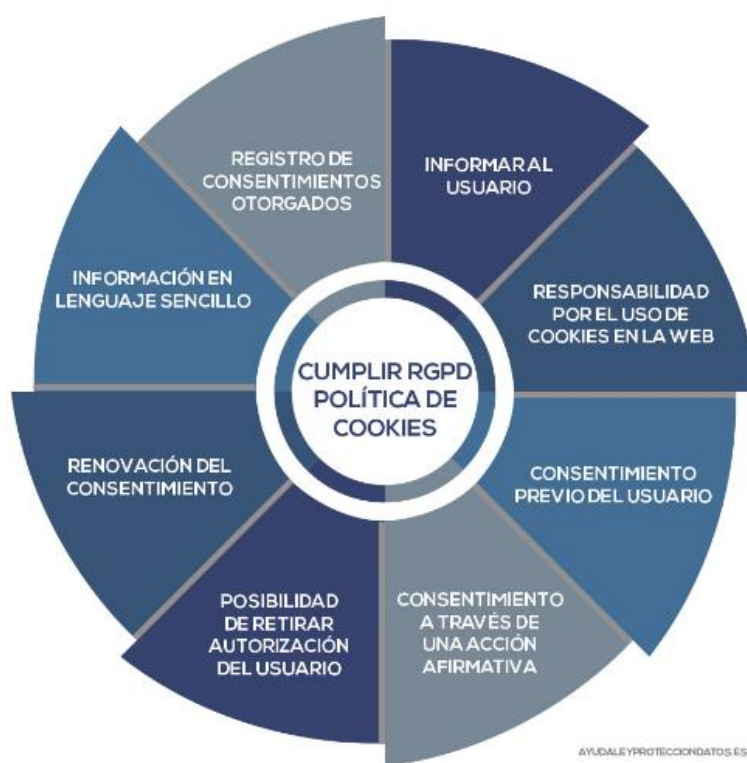 REGISTRO DE
CONSENTIMIENTOS
OTORGADOS
INFORMAR AL
USUARIO
INFORMACIÓN EN
LENGUAJE SENCILLO
RESPONSABILIDAD
POR EL USO DE
COOKIES EN LA WEB
CUMPLIR RGPD
POLÍTICA DE
COOKIES
RENOVACIÓN DEL
CONSENTIMIENTO
CONSENTIMIENTO
PREVIO DEL USUARIO
POSIBILIDAD
DE RETIRAR
AUTORIZACIÓN
DEL USUARIO
CONSENTIMIENTO
A TRAVÉS DE
UNA ACCIÓN
AFIRMATIVA
AYUDALEYPROTECCIONDATOS.ES